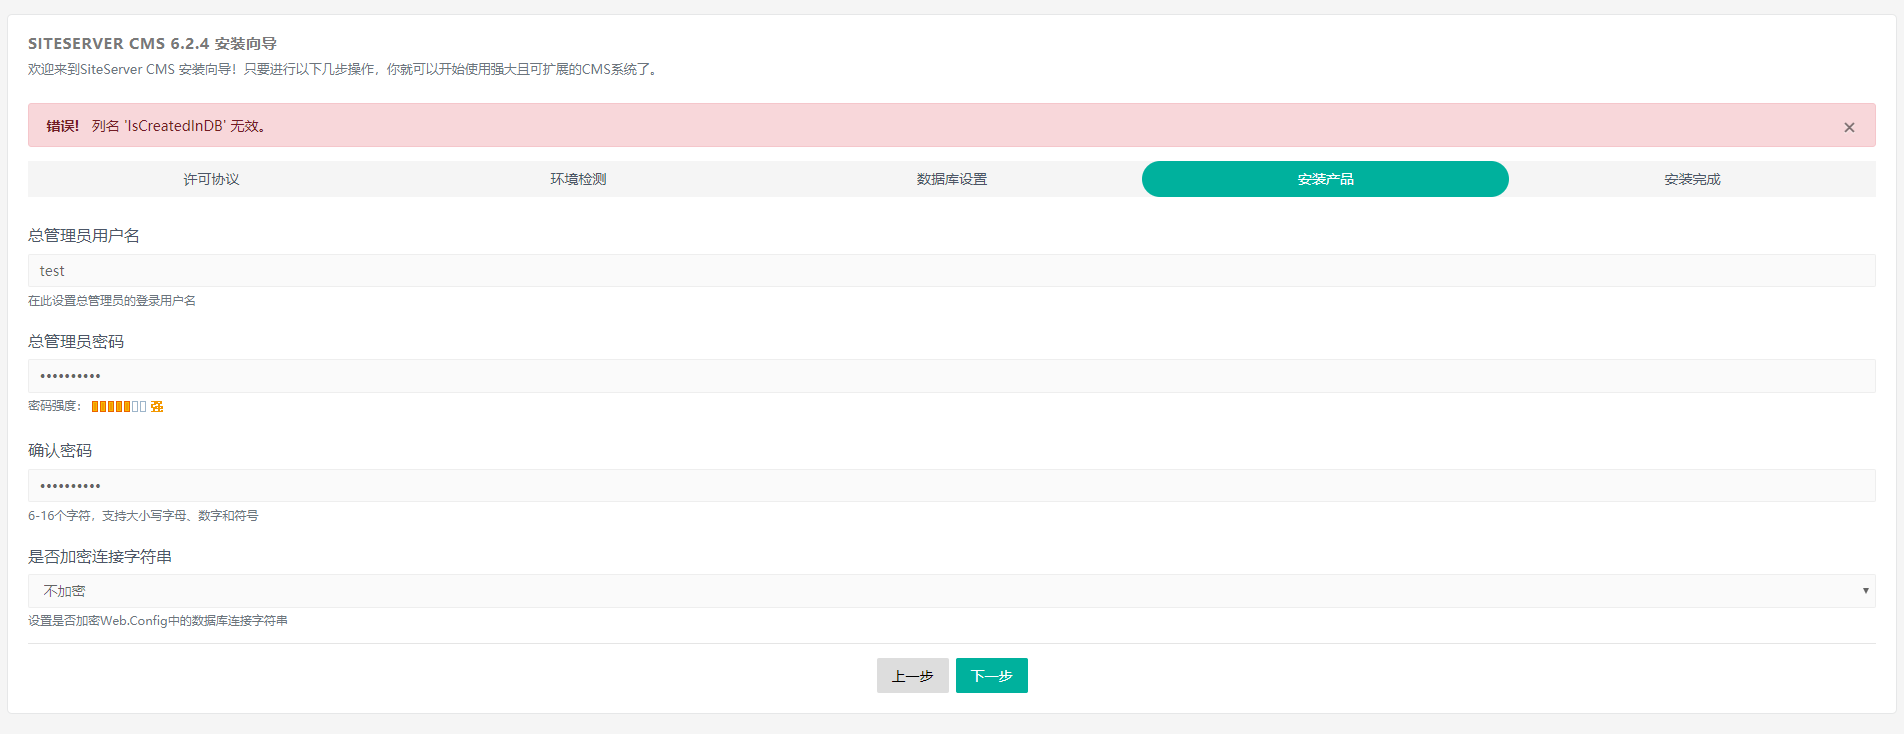 SITESERVER CMS 6.2.4 安装向导
欢迎来到SiteServer CMS 安装向导！只要进行以下几步操作，你就可以开始使用强大且可扩展的CMS系统了。
错误! 列名 'IsCreatedInDB' 无效。 ×
许可协议 环境检测 数据库设置 安装产品 安装完成
总管理员用户名
test
在此设置总管理员的登录用户名
总管理员密码
••••••••••
密码强度： 强
确认密码
••••••••••
6-16个字符，支持大小写字母、数字和符号
是否加密连接字符串
不加密
设置是否加密Web.Config中的数据库连接字符串
上一步 下一步